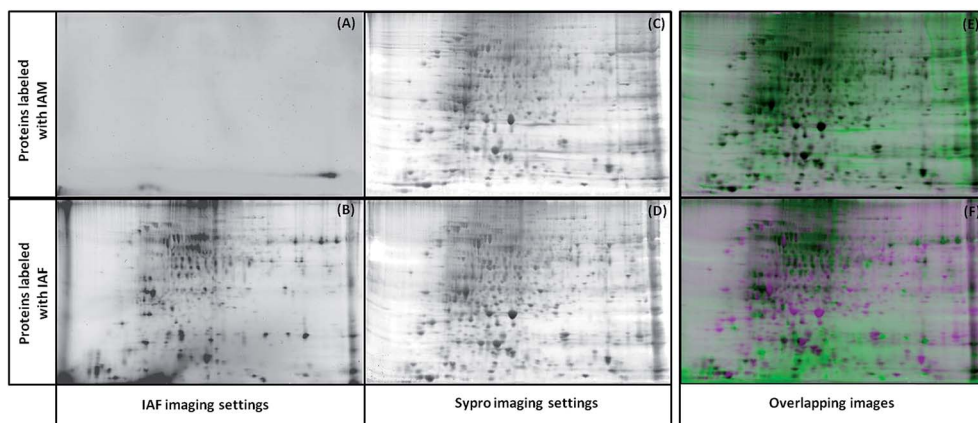 Proteins labeled
with IAM
(A)
(C)
(E)
Proteins labeled
with IAF
(B)
(D)
(F)
IAF imaging settings
Sypro imaging settings
Overlapping images